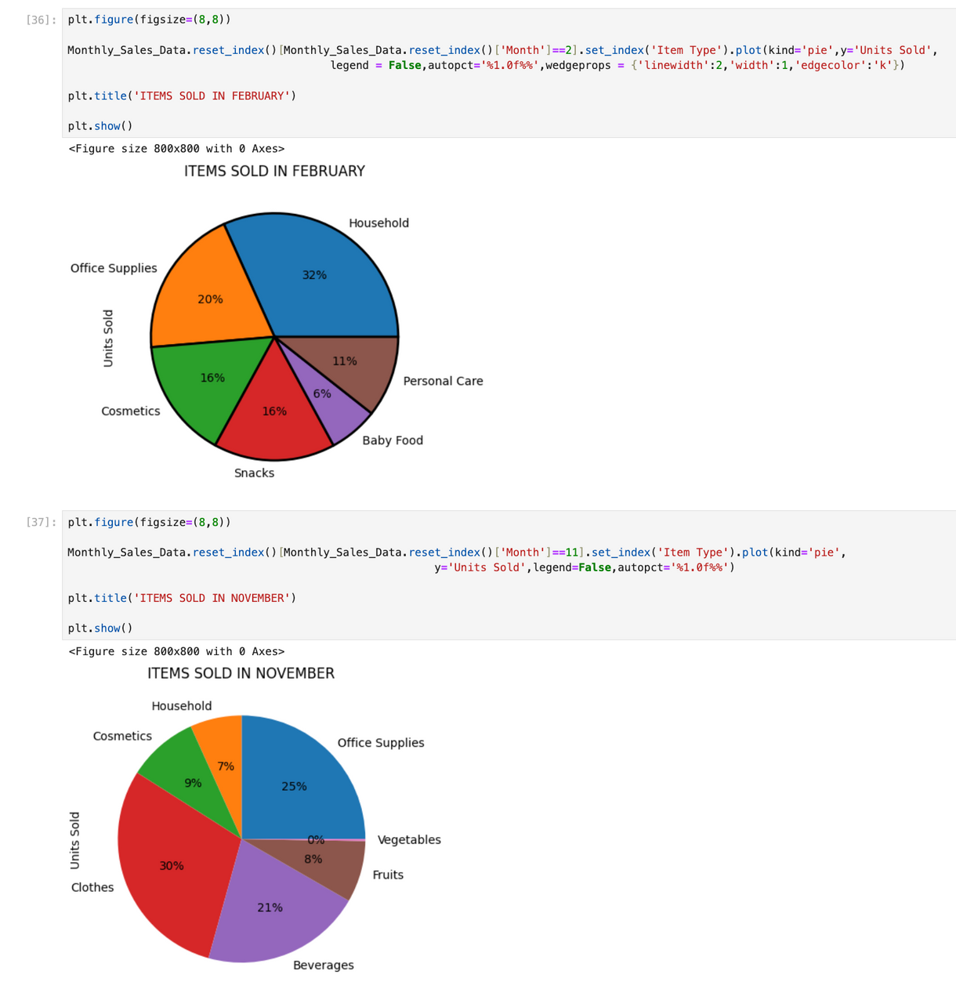 [36]:
plt.figure(figsize=(8,8))
Monthly_Sales_Data.reset_index()[Monthly_Sales_Data.reset_index()['Month']==2].set_index('Item Type').plot(kind='pie',y='Units Sold',
legend = False,autopct='%1.0f%%',wedgeprops = {'linewidth':2,'width':1,'edgecolor':'k'})
plt.title('ITEMS SOLD IN FEBRUARY')
plt.show()
<Figure size 800x800 with 0 Axes>
ITEMS SOLD IN FEBRUARY
Household
32%
Office Supplies
20%
Units Sold
11%
16%
Personal Care
6%
Cosmetics
16%
Baby Food
Snacks
[37]:
plt.figure(figsize=(8,8))
Monthly_Sales_Data.reset_index()[Monthly_Sales_Data.reset_index()['Month']==11].set_index('Item Type').plot(kind='pie',
y='Units Sold',legend=False,autopct='%1.0f%%')
plt.title('ITEMS SOLD IN NOVEMBER')
plt.show()
<Figure size 800x800 with 0 Axes>
ITEMS SOLD IN NOVEMBER
Household
Cosmetics
Office Supplies
7%
9%
25%
Units Sold
0%
Vegetables
8%
30%
Fruits
Clothes
21%
Beverages